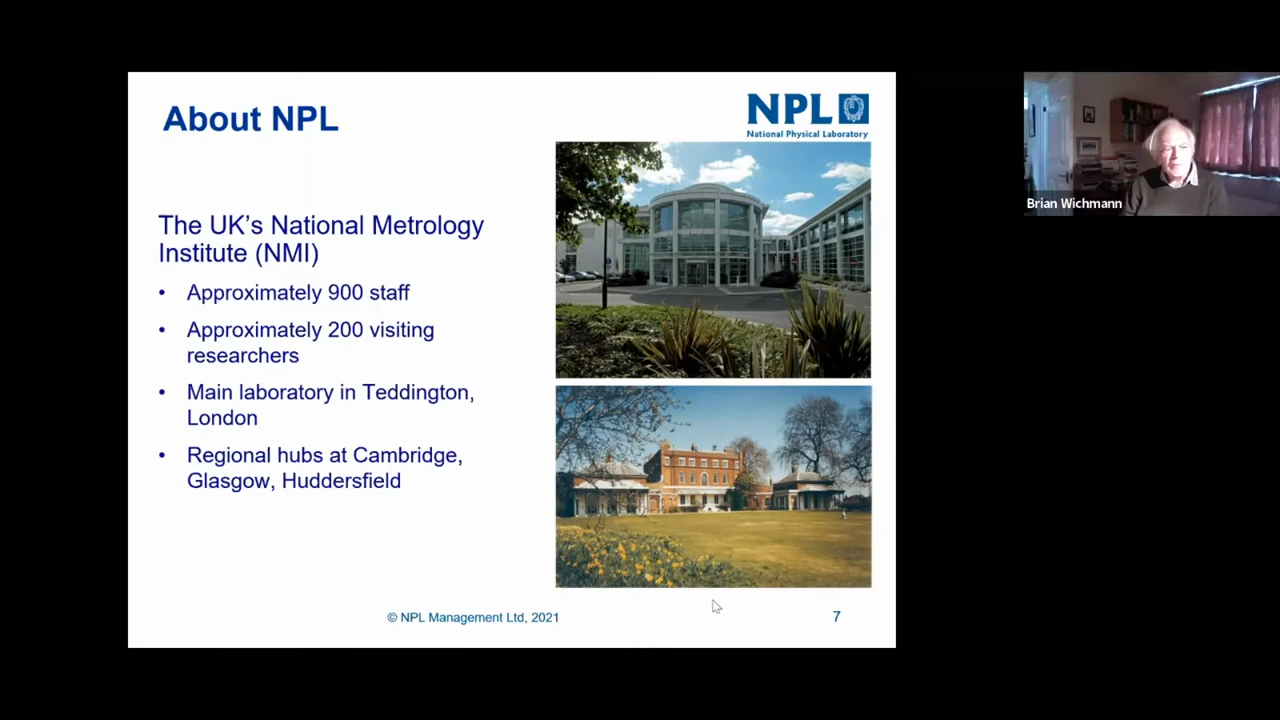 About NPL
NPL
National Physical Laboratory
The UK's National Metrology
Institute (NMI)
• Approximately 900 staff
• Approximately 200 visiting
researchers
• Main laboratory in Teddington,
London
• Regional hubs at Cambridge,
Glasgow, Huddersfield
© NPL Management Ltd, 2021
7
Brian Wichmann